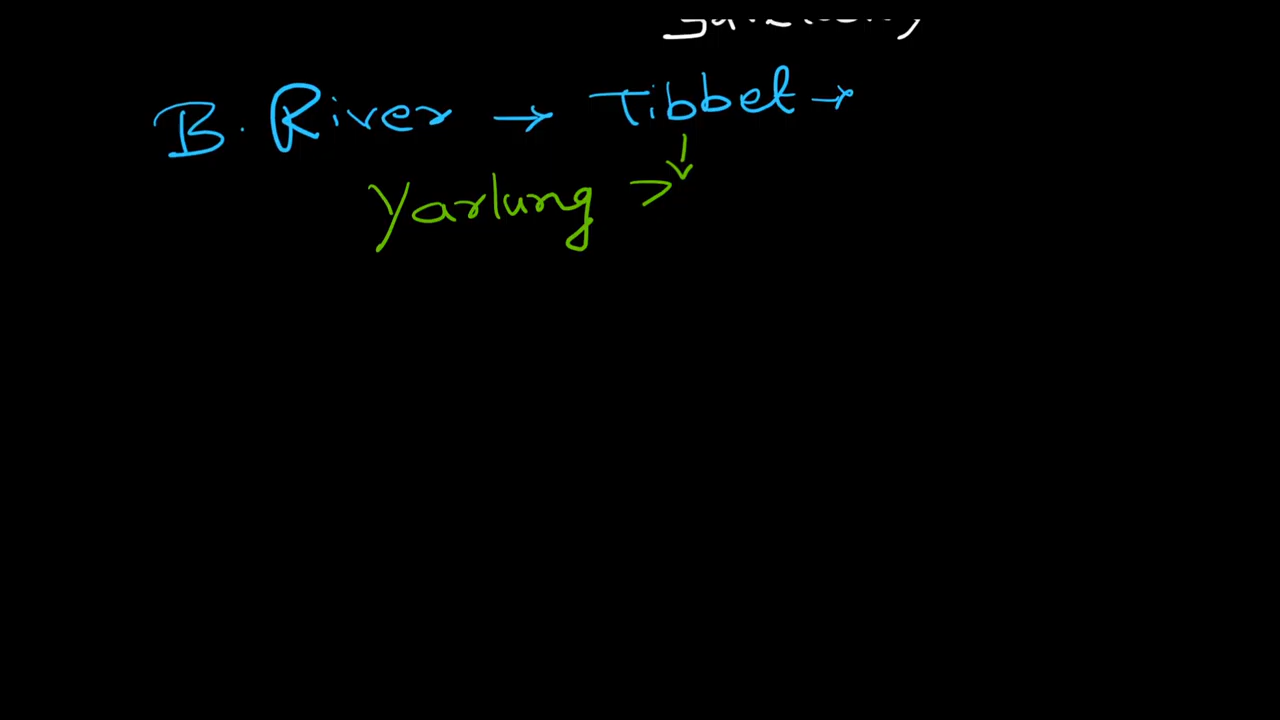 B. River → Tibbet →
↓
Yarlung >